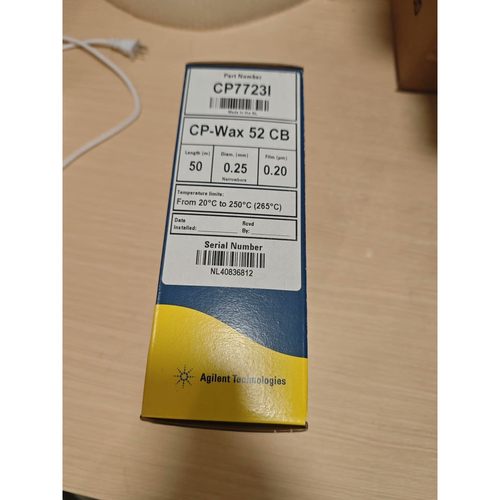 Part Number
CP7723I
Made in the NL
CP-Wax 52 CB
Length (m) Diam. (mm) Film (µm)
50 0.25 0.20
Narrowbore
Temperature limits:
From 20°C to 250°C (265°C)
Date Installed: Rcvd By:
Serial Number
NL40836812
Agilent Technologies